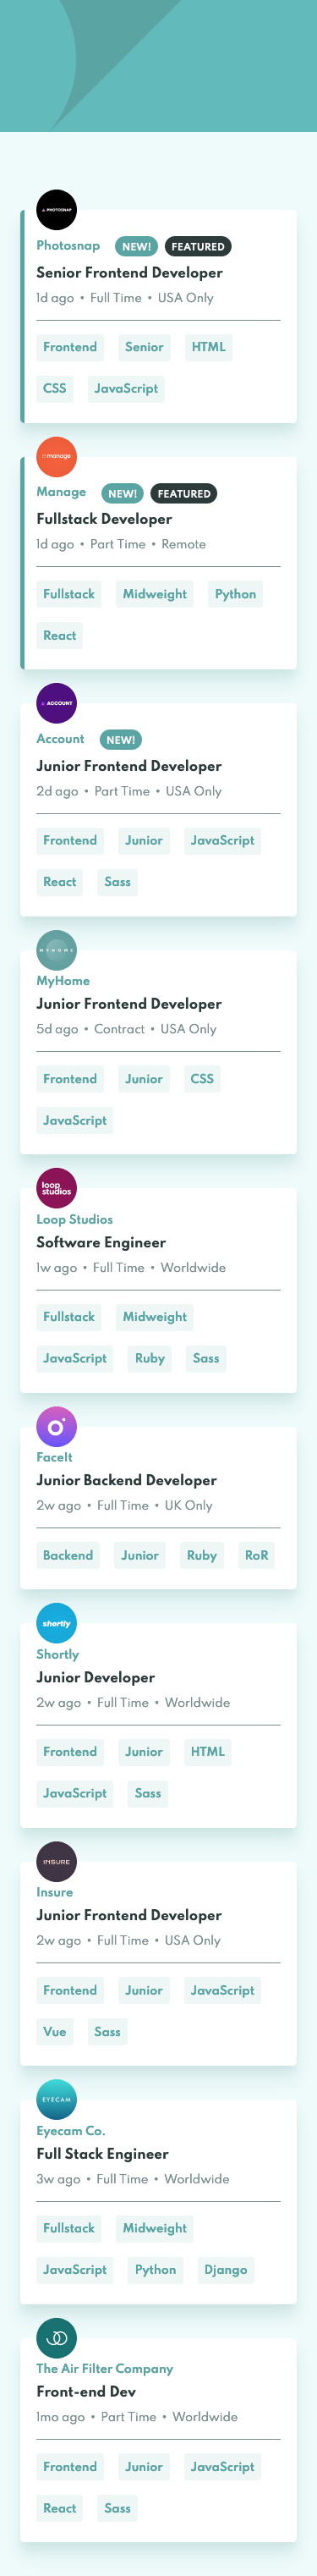 PHOTOSNAP
Photosnap NEW! FEATURED
Senior Frontend Developer
1d ago • Full Time • USA Only
Frontend Senior HTML
CSS JavaScript
manage
Manage NEW! FEATURED
Fullstack Developer
1d ago • Part Time • Remote
Fullstack Midweight Python
React
ACCOUNT
Account NEW!
Junior Frontend Developer
2d ago • Part Time • USA Only
Frontend Junior JavaScript
React Sass
MYHOME
MyHome
Junior Frontend Developer
5d ago • Contract • USA Only
Frontend Junior CSS
JavaScript
loop
studios
Loop Studios
Software Engineer
1w ago • Full Time • Worldwide
Fullstack Midweight
JavaScript Ruby Sass
FaceIt
Junior Backend Developer
2w ago • Full Time • UK Only
Backend Junior Ruby RoR
shortly
Shortly
Junior Developer
2w ago • Full Time • Worldwide
Frontend Junior HTML
JavaScript Sass
INSURE
Insure
Junior Frontend Developer
2w ago • Full Time • USA Only
Frontend Junior JavaScript
Vue Sass
EYECAM
Eyecam Co.
Full Stack Engineer
3w ago • Full Time • Worldwide
Fullstack Midweight
JavaScript Python Django
The Air Filter Company
Front-end Dev
1mo ago • Part Time • Worldwide
Frontend Junior JavaScript
React Sass